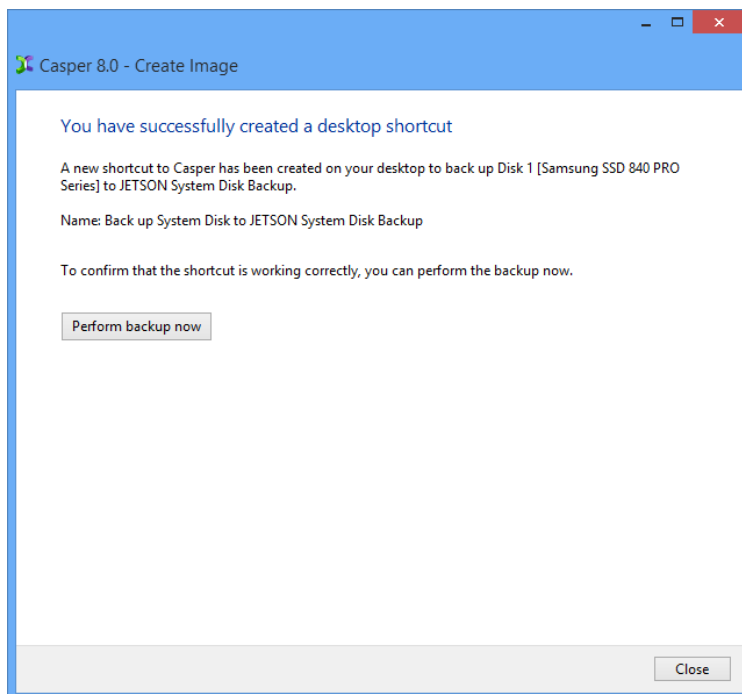 Casper 8.0 - Create Image
You have successfully created a desktop shortcut
A new shortcut to Casper has been created on your desktop to back up Disk 1 [Samsung SSD 840 PRO
Series] to JETSON System Disk Backup.
Name: Back up System Disk to JETSON System Disk Backup
To confirm that the shortcut is working correctly, you can perform the backup now.
Perform backup now
Close